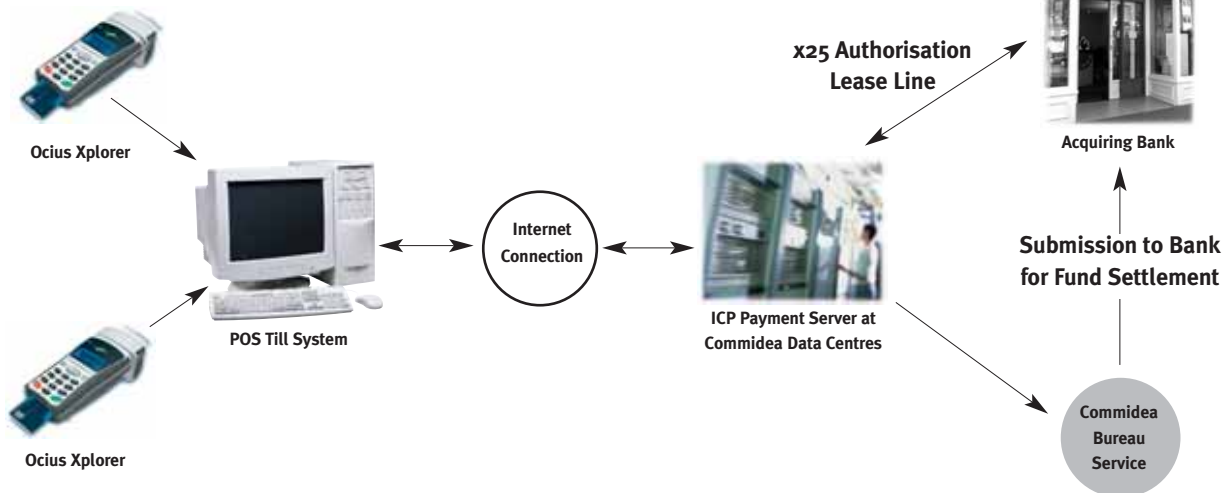 x25 Authorisation
Lease Line
Ocius Xplorer
Acquiring Bank
Internet
Connection
Submission to Bank
for Fund Settlement
POS Till System
ICP Payment Server at
Commidea Data Centres
Commidea
Bureau
Service
Ocius Xplorer